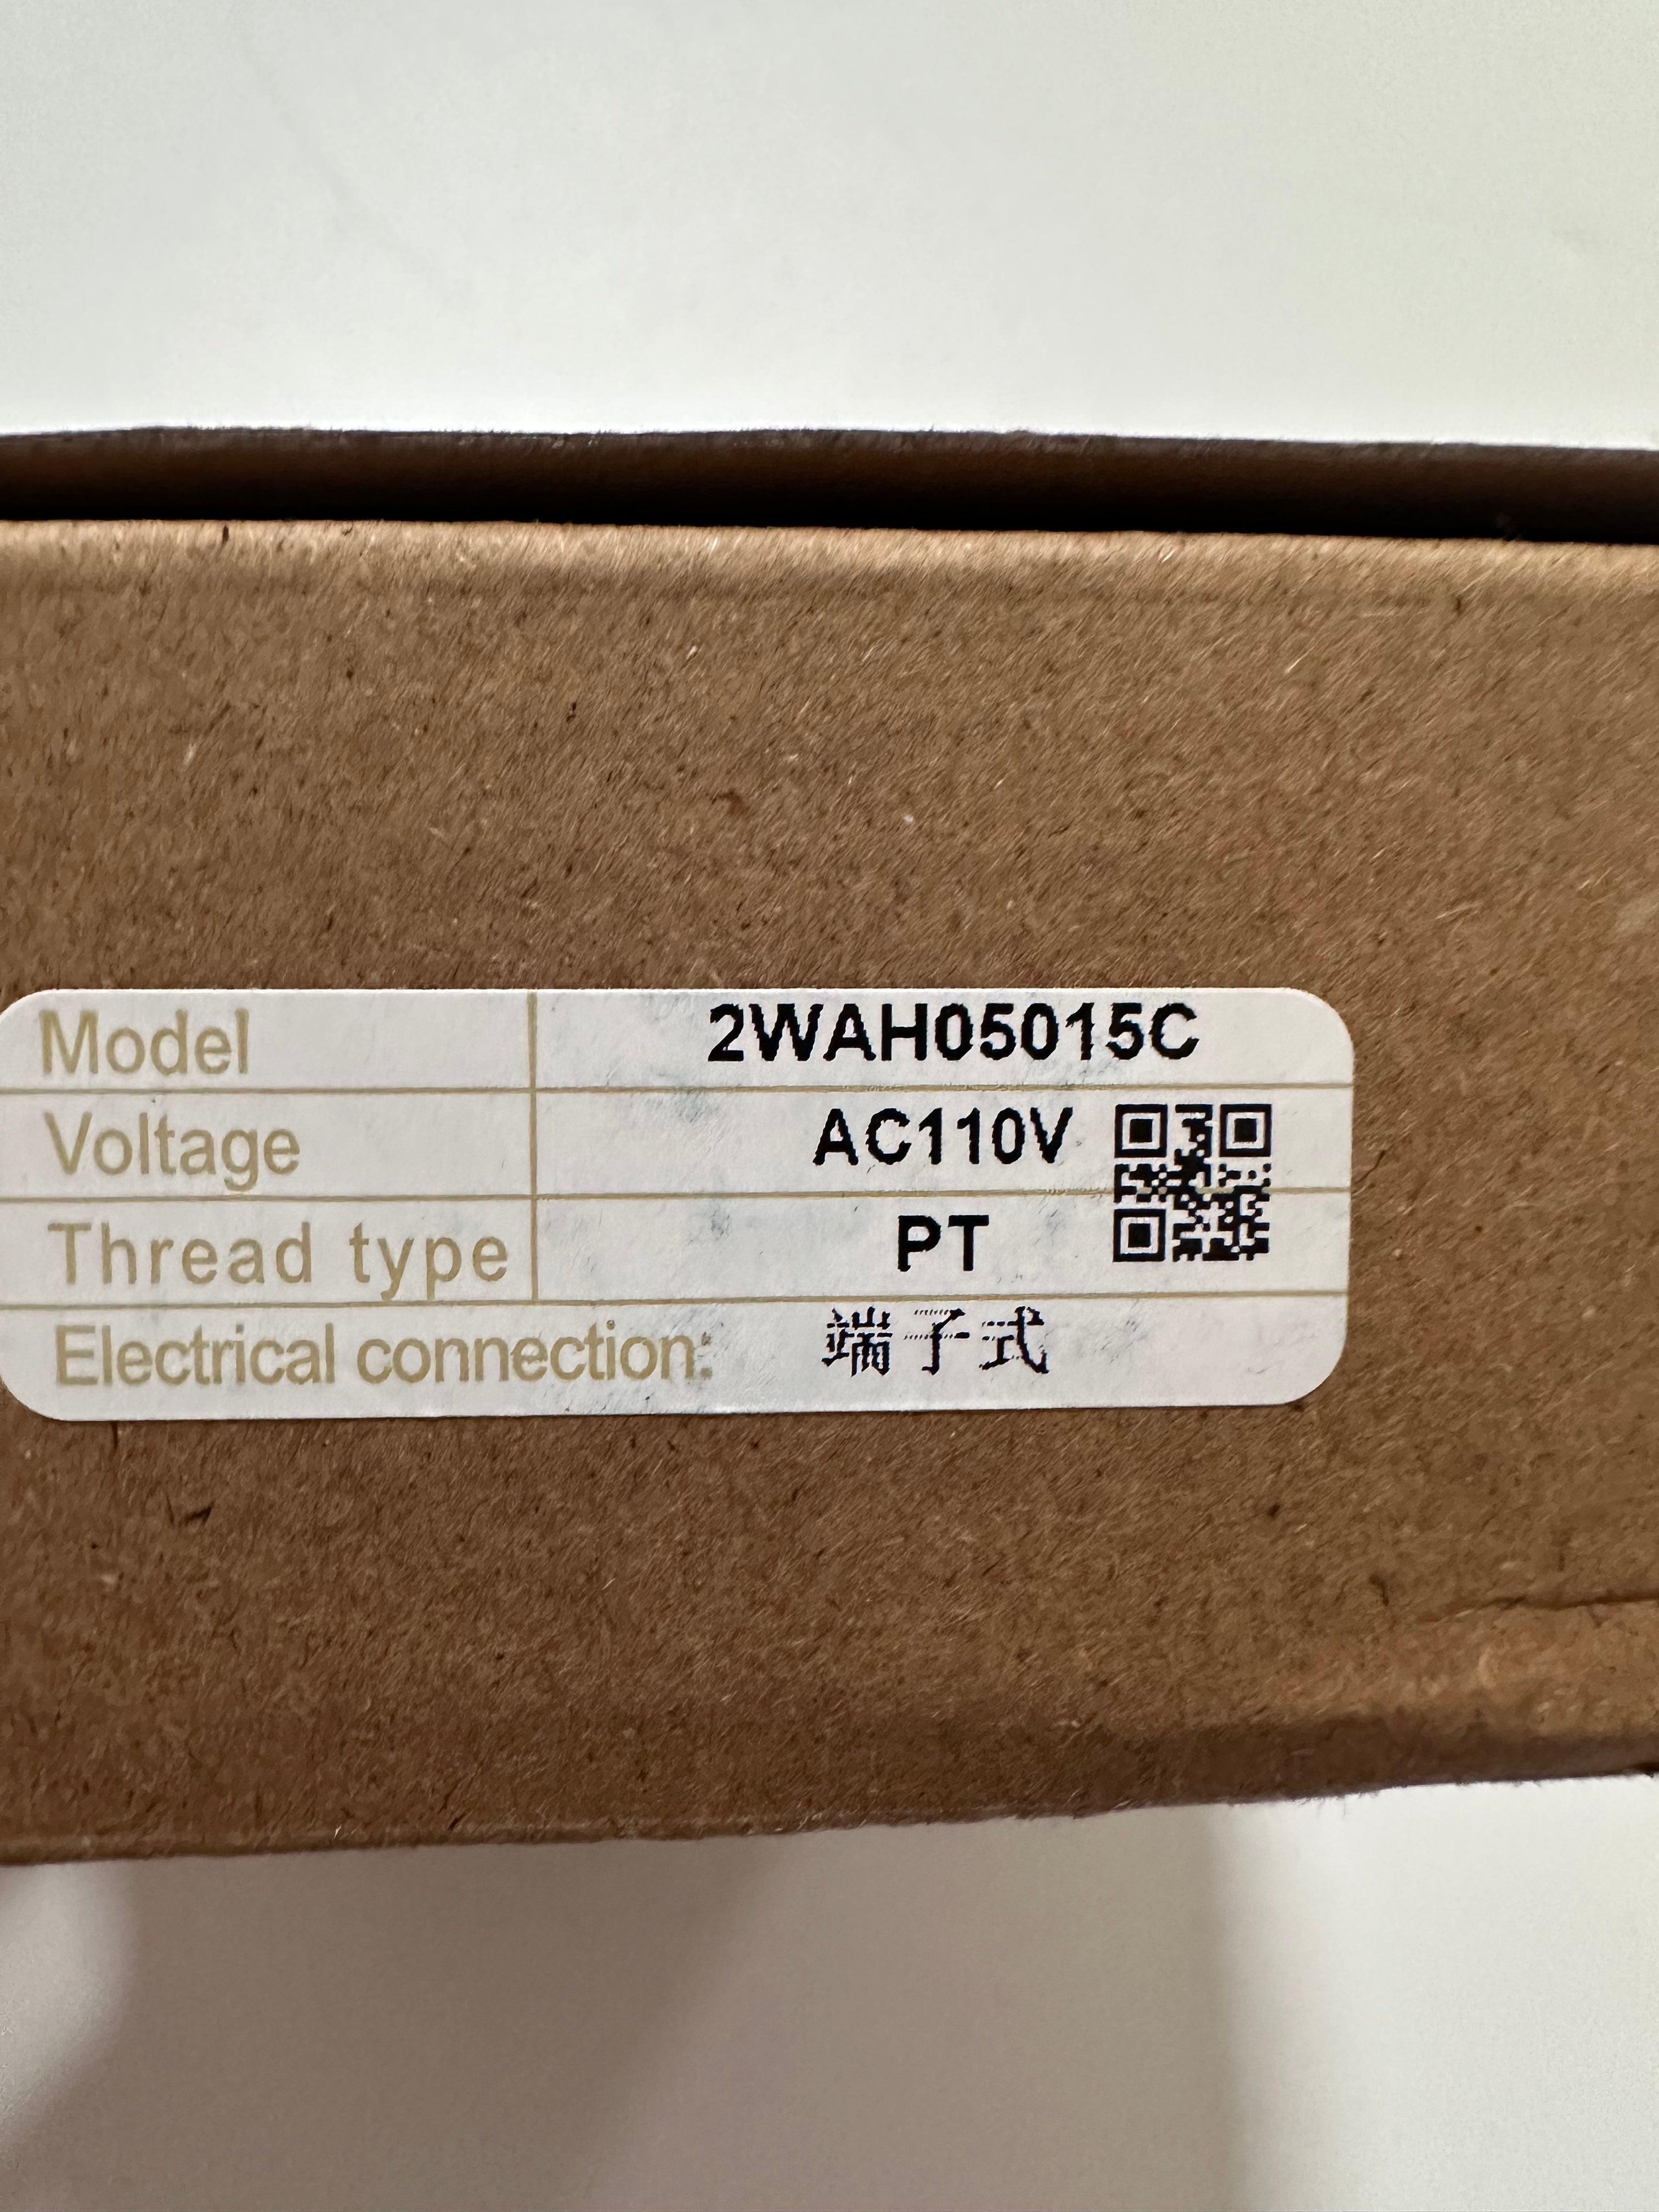 Model 2WAH05015C
Voltage AC110V
Thread type PT
Electrical connection: 端子式